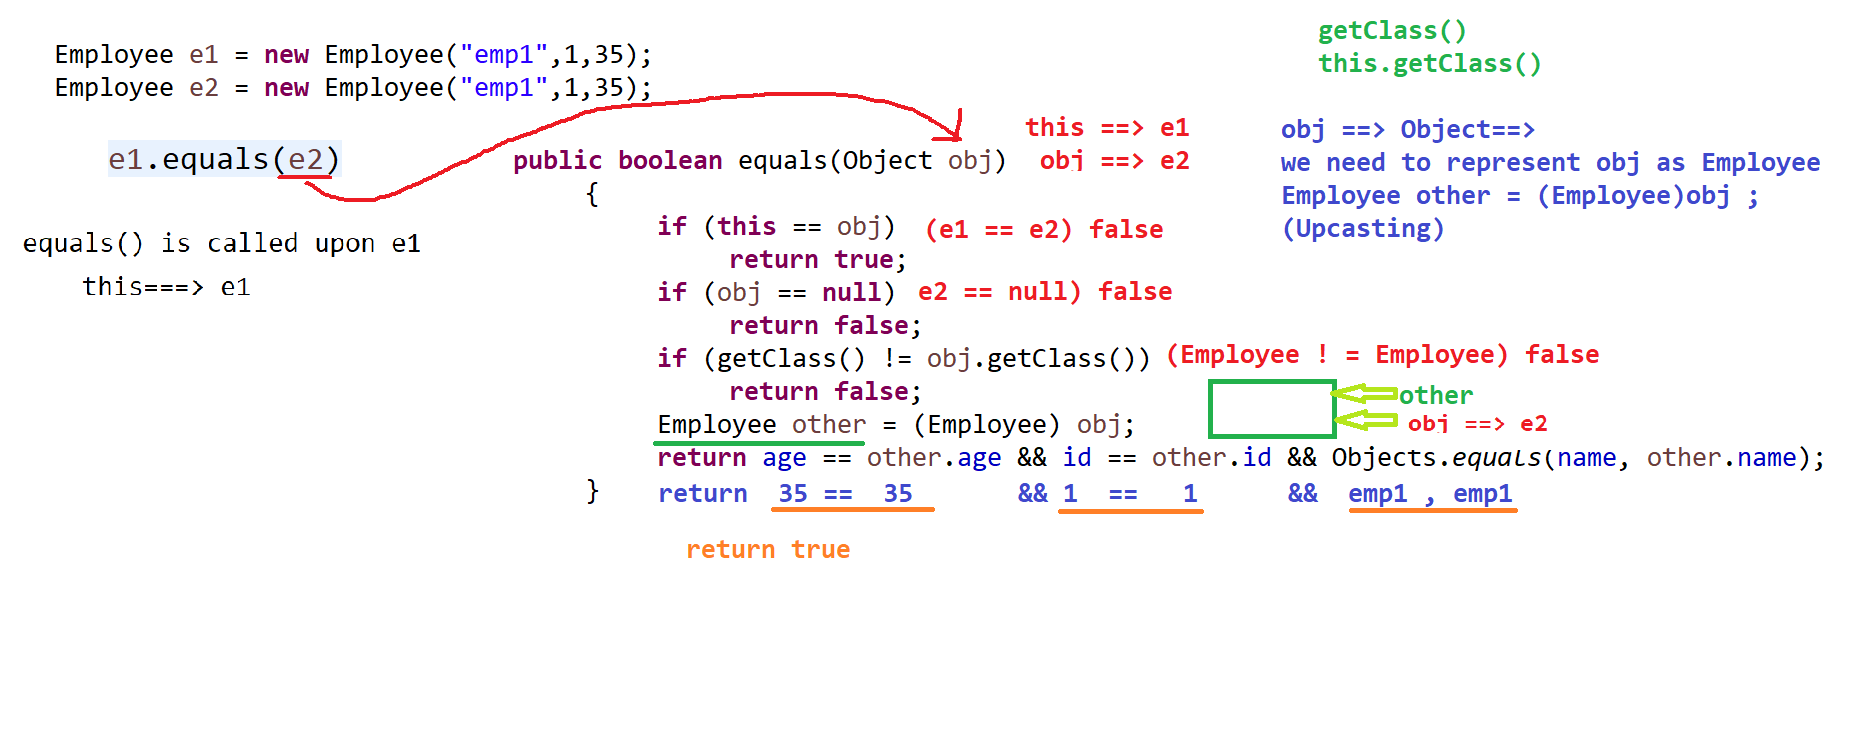 Employee e1 = new Employee("emp1",1,35);
Employee e2 = new Employee("emp1",1,35);
e1.equals(e2)
equals() is called upon e1
this===> e1
getClass()
this.getClass()
this ==> e1
obj ==> e2
obj ==> Object==>
we need to represent obj as Employee
Employee other = (Employee)obj ;
(Upcasting)
public boolean equals(Object obj)
{
if (this == obj) (e1 == e2) false
return true;
if (obj == null) e2 == null) false
return false;
if (getClass() != obj.getClass()) (Employee ! = Employee) false
return false;
other
Employee other = (Employee) obj; obj ==> e2
return age == other.age && id == other.id && Objects.equals(name, other.name);
} return 35 == 35 && 1 == 1 && emp1 , emp1
return true